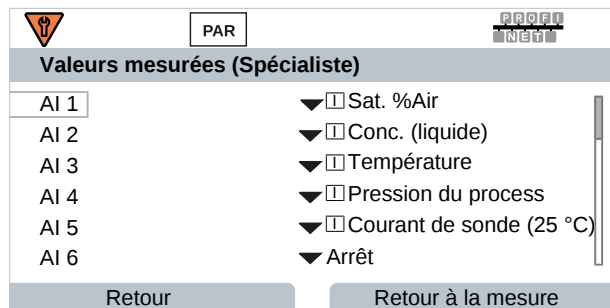 PAR
PROFI
NET
Valeurs mesurées (Spécialiste)
AI 1 I Sat. %Air
AI 2 I Conc. (liquide)
AI 3 I Température
AI 4 I Pression du process
AI 5 I Courant de sonde (25 °C)
AI 6 Arrêt
Retour Retour à la mesure